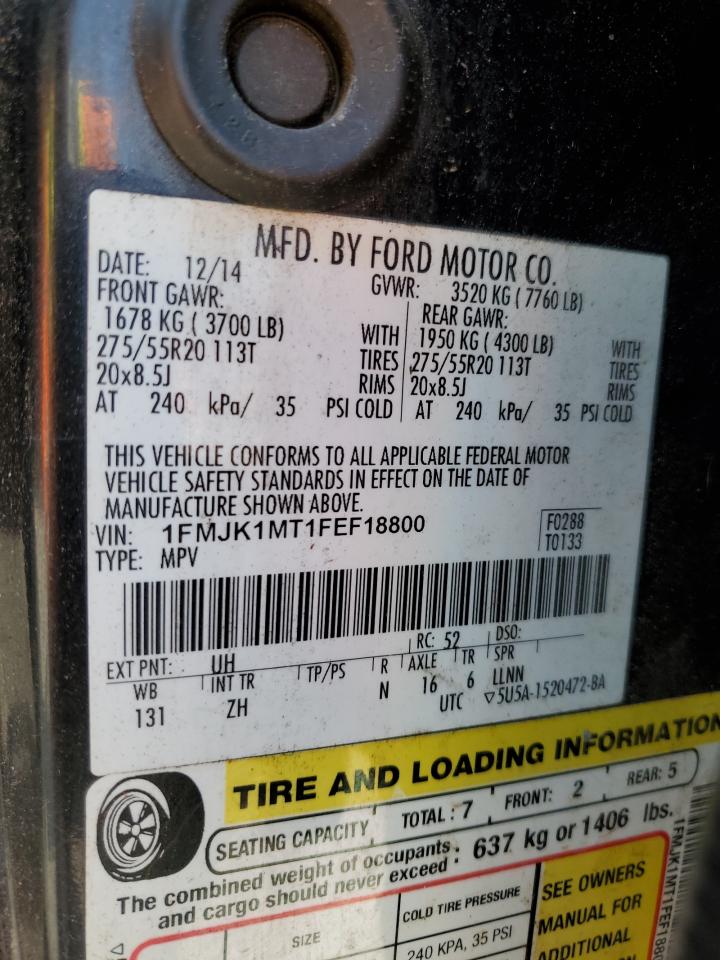 MFD. BY FORD MOTOR CO.
DATE: 12/14 GVWR: 3520 KG ( 7760 LB)
FRONT GAWR: REAR GAWR:
1678 KG ( 3700 LB) WITH 1950 KG ( 4300 LB) WITH
275/55R20 113T TIRES 275/55R20 113T TIRES
20x8.5J RIMS 20x8.5J RIMS
AT 240 kPa/ 35 PSI COLD AT 240 kPa/ 35 PSI COLD
THIS VEHICLE CONFORMS TO ALL APPLICABLE FEDERAL MOTOR
VEHICLE SAFETY STANDARDS IN EFFECT ON THE DATE OF
MANUFACTURE SHOWN ABOVE.
VIN: 1FMJK1MT1FEF18800 F0288
TYPE: MPV T0133
EXT PNT: UH RC: 52 DSO:
WB INT TR TP/PS R AXLE TR SPR
131 ZH N 16 6 LLNN
UTC ▽5U5A-1520472-BA
TIRE AND LOADING INFORMATION
SEATING CAPACITY TOTAL : 7 FRONT: 2 REAR: 5
The combined weight of occupants
and cargo should never exceed : 637 kg or 1406 lbs.
SIZE COLD TIRE PRESSURE SEE OWNERS
240 KPA, 35 PSI MANUAL FOR
ADDITIONAL
1FMJK1MT1FEF1880